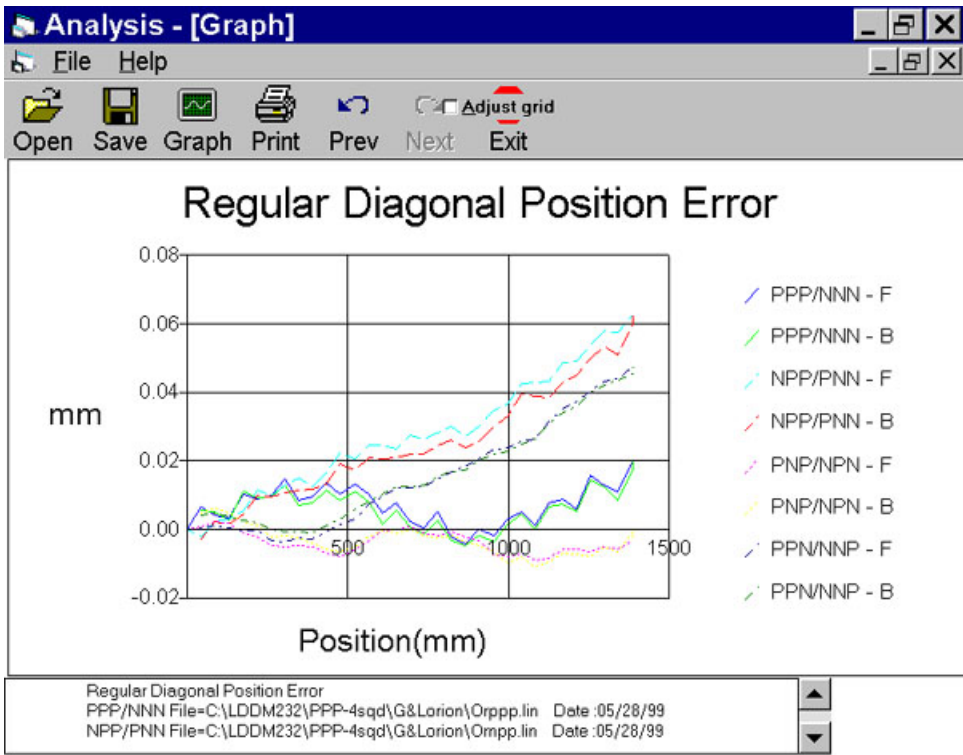 Analysis - [Graph]
File Help
Open Save Graph Print Prev Next Adjust grid Exit
Regular Diagonal Position Error
0.08
0.06
0.04
0.02
0.00
-0.02
mm
500 1000 1500
Position(mm)
PPP/NNN - F
PPP/NNN - B
NPP/PNN - F
NPP/PNN - B
PNP/NPN - F
PNP/NPN - B
PPN/NNP - F
PPN/NNP - B
Regular Diagonal Position Error
PPP/NNN File=C:\LDDM232\PPP-4sqd\G&Lorion\Orppp.lin Date :05/28/99
NPP/PNN File=C:\LDDM232\PPP-4sqd\G&Lorion\Ornpp.lin Date :05/28/99